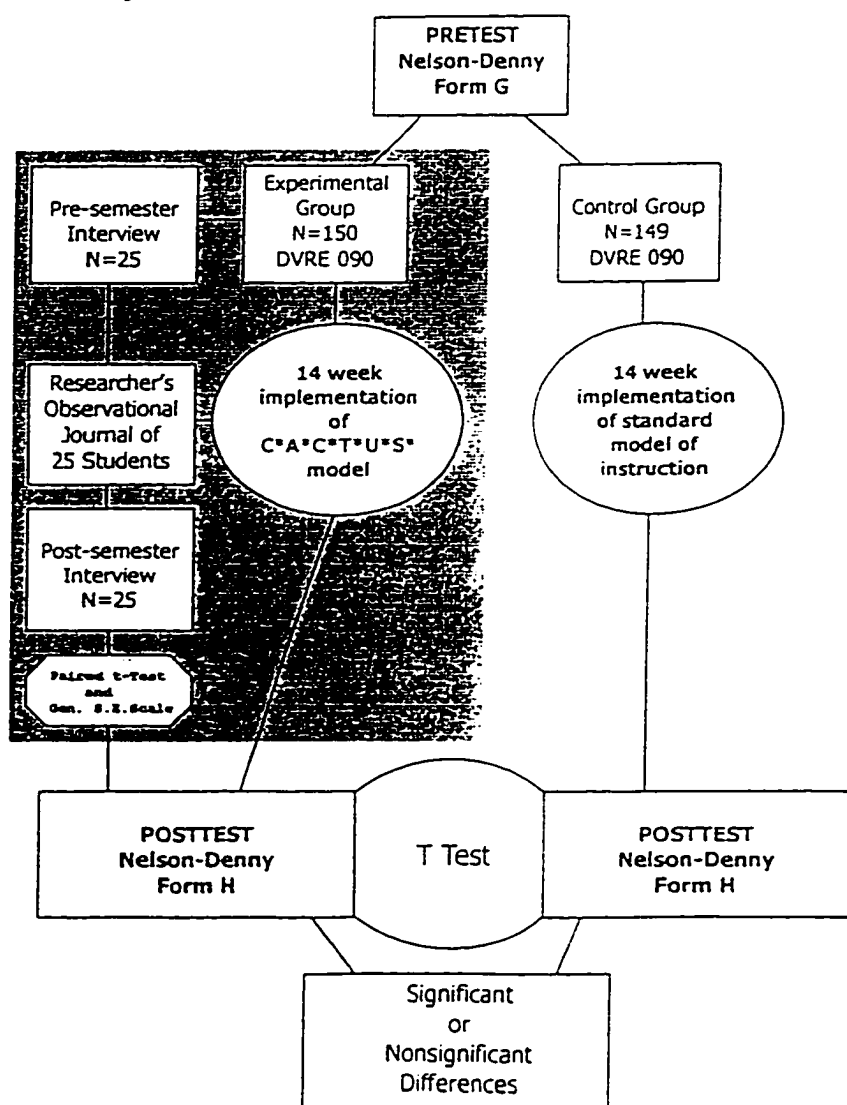 PRETEST
Nelson-Denny
Form G
Pre-semester
Interview
N=25
Experimental
Group
N=150
DVRE 090
Control Group
N=149
DVRE 090
Researcher's
Observational
Journal of
25 Students
14 week
implementation
of
C*A*C*T*U*S*
model
14 week
implementation
of standard
model of
instruction
Post-semester
Interview
N=25
Paired t-Test
and
Gen. S.E.Scale
POSTTEST
Nelson-Denny
Form H
T Test
POSTTEST
Nelson-Denny
Form H
Significant
or
Nonsignificant
Differences